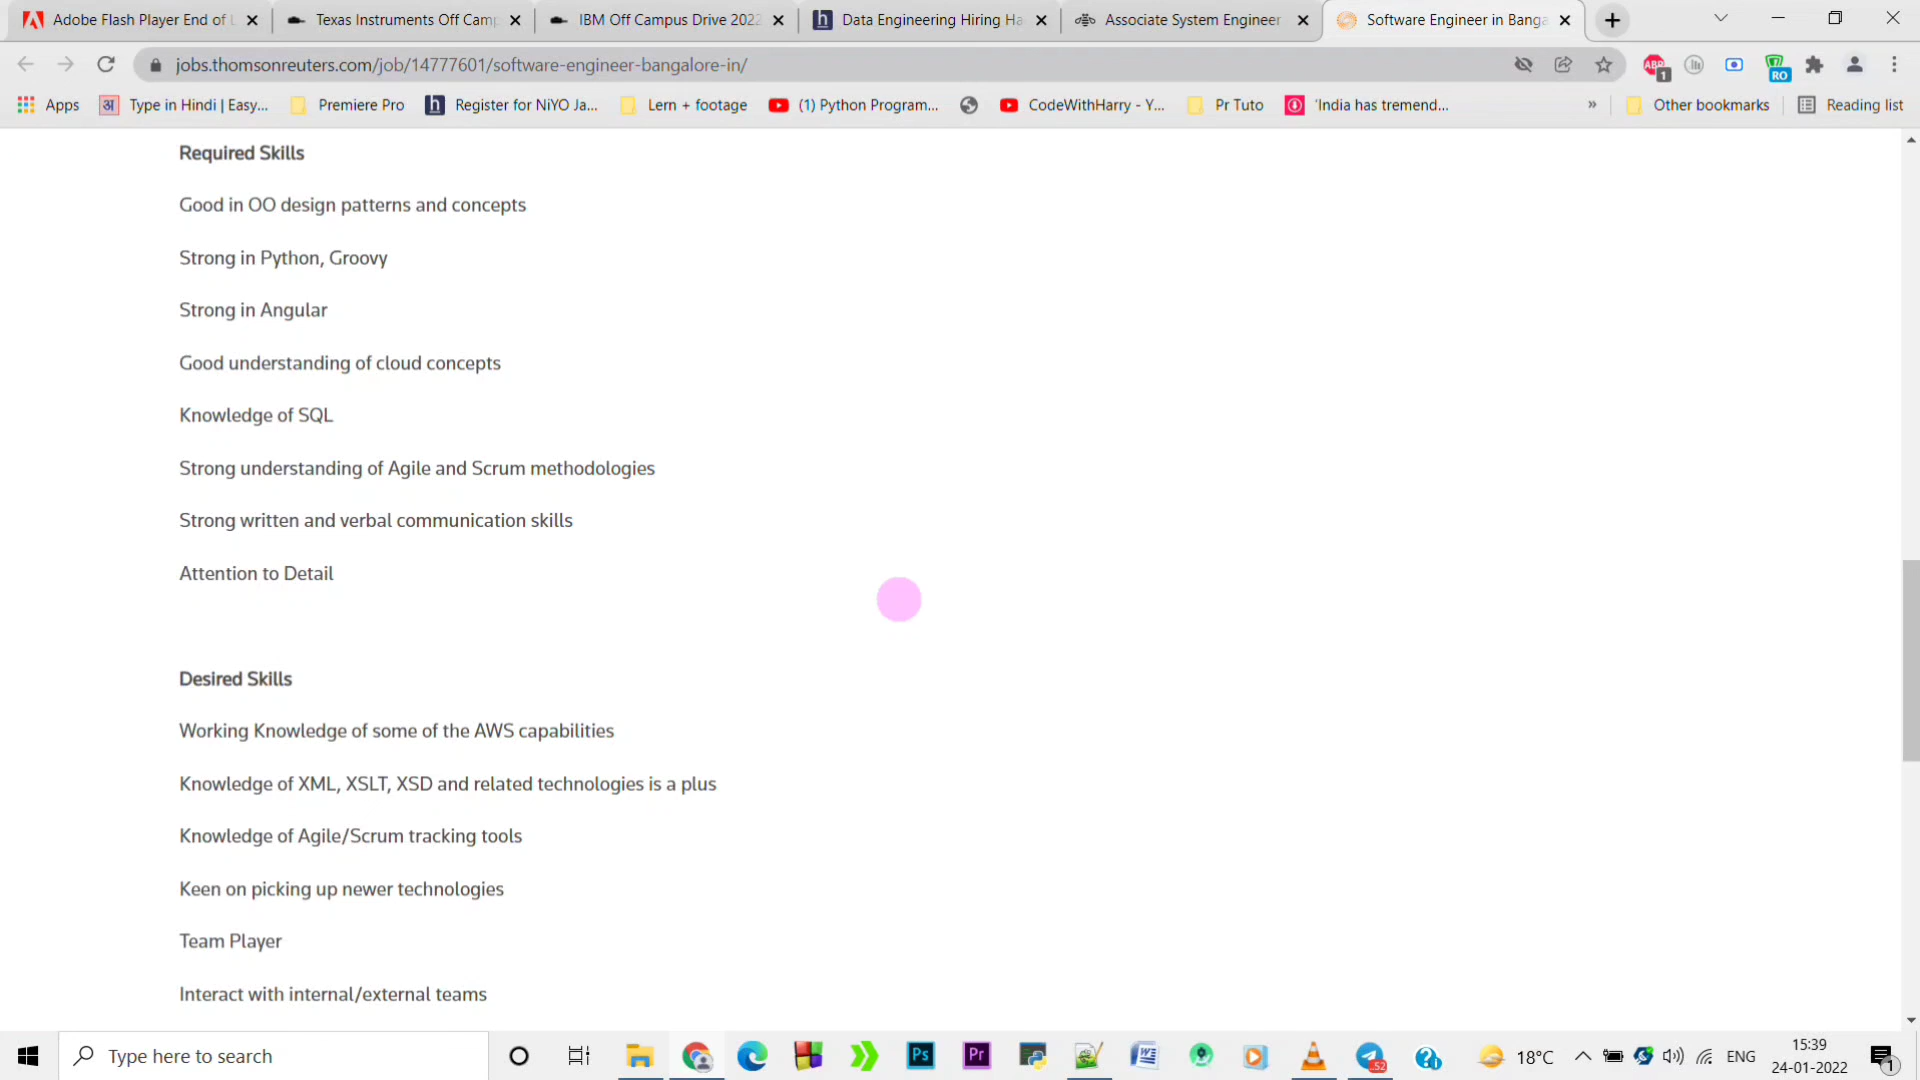 Adobe Flash Player End of L
Texas Instruments Off Camp
IBM Off Campus Drive 2022
Data Engineering Hiring Ha
Associate System Engineer
Software Engineer in Banga
jobs.thomsonreuters.com/job/14777601/software-engineer-bangalore-in/
ABP 1
RO
Apps
अ Type in Hindi | Easy...
Premiere Pro
h Register for NiYO Ja...
Lern + footage
(1) Python Program...
CodeWithHarry - Y...
Pr Tuto
'India has tremend...
»
Other bookmarks
Reading list
Required Skills
Good in OO design patterns and concepts
Strong in Python, Groovy
Strong in Angular
Good understanding of cloud concepts
Knowledge of SQL
Strong understanding of Agile and Scrum methodologies
Strong written and verbal communication skills
Attention to Detail
Desired Skills
Working Knowledge of some of the AWS capabilities
Knowledge of XML, XSLT, XSD and related technologies is a plus
Knowledge of Agile/Scrum tracking tools
Keen on picking up newer technologies
Team Player
Interact with internal/external teams
Type here to search
Ps
Pr
52
18°C
ENG
15:39
24-01-2022
1